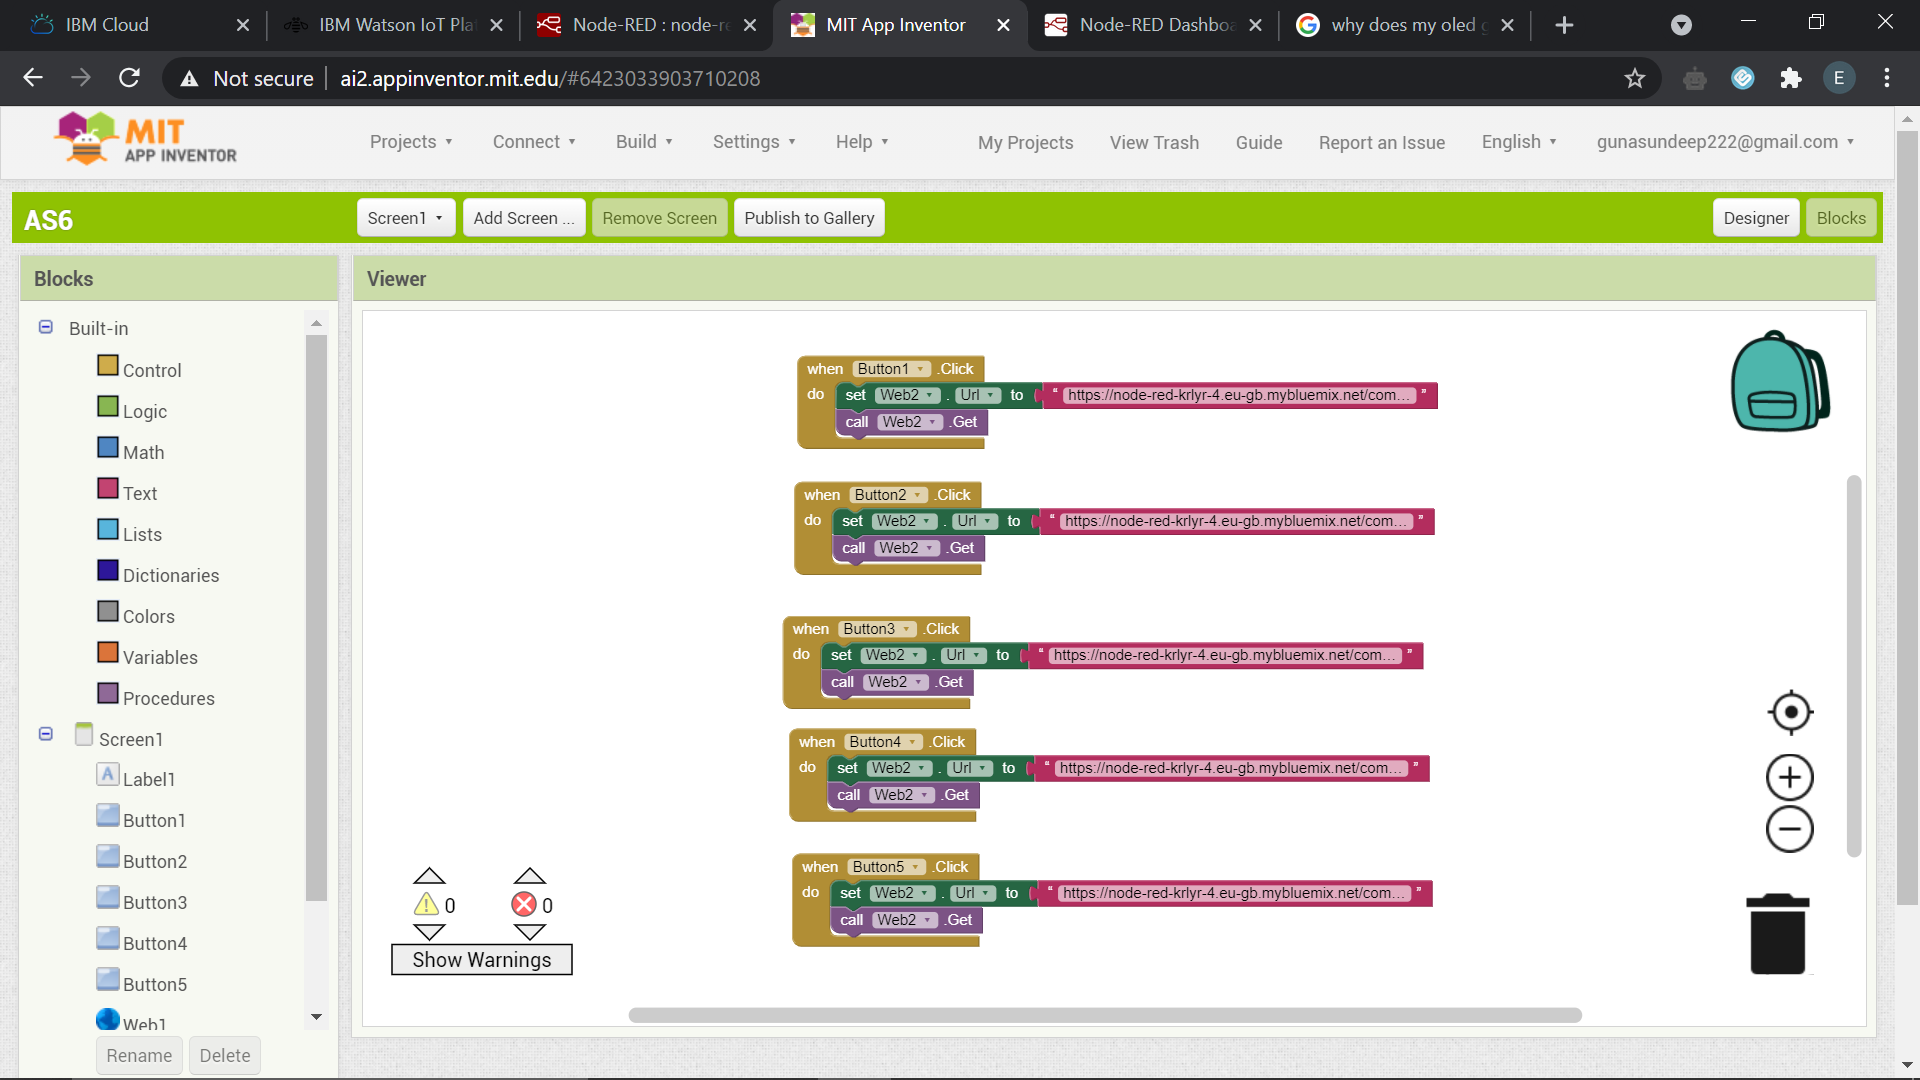 IBM Cloud
IBM Watson IoT Pla
Node-RED : node-re
MIT App Inventor
Node-RED Dashboa
why does my oled g
Not secure
ai2.appinventor.mit.edu/#6423033903710208
E
MIT
APP INVENTOR
Projects
Connect
Build
Settings
Help
My Projects
View Trash
Guide
Report an Issue
English
gunasundeep222@gmail.com
AS6
Screen1
Add Screen ...
Remove Screen
Publish to Gallery
Designer
Blocks
Blocks
Viewer
Built-in
Control
Logic
Math
Text
Lists
Dictionaries
Colors
Variables
Procedures
Screen1
A Label1
Button1
Button2
Button3
Button4
Button5
Web1
Rename
Delete
when Button1 .Click
do set Web2 . Url to " https://node-red-krlyr-4.eu-gb.mybluemix.net/com... "
call Web2 .Get
when Button2 .Click
do set Web2 . Url to " https://node-red-krlyr-4.eu-gb.mybluemix.net/com... "
call Web2 .Get
when Button3 .Click
do set Web2 . Url to " https://node-red-krlyr-4.eu-gb.mybluemix.net/com... "
call Web2 .Get
when Button4 .Click
do set Web2 . Url to " https://node-red-krlyr-4.eu-gb.mybluemix.net/com... "
call Web2 .Get
when Button5 .Click
do set Web2 . Url to " https://node-red-krlyr-4.eu-gb.mybluemix.net/com... "
call Web2 .Get
0
0
Show Warnings